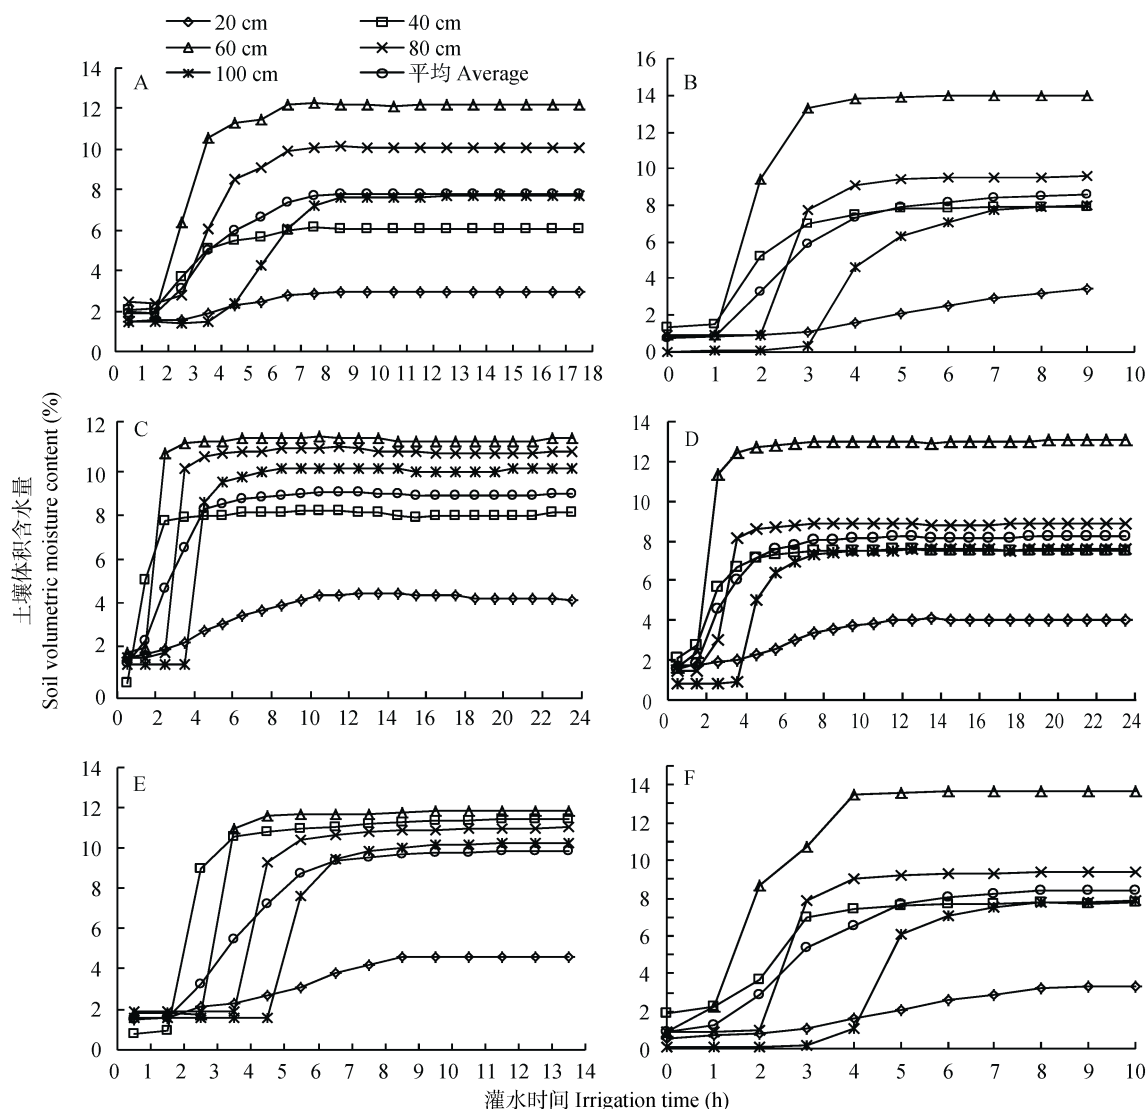 20 cm 40 cm
60 cm 80 cm
100 cm 平均 Average
A
14
12
10
8
6
4
2
0
0 1 2 3 4 5 6 7 8 9 10 11 12 13 14 15 16 17 18
B
16
14
12
10
8
6
4
2
0
0 1 2 3 4 5 6 7 8 9 10
土壤体积含水量
Soil volumetric moisture content (%)
C
12
10
8
6
4
2
0
0 2 4 6 8 10 12 14 16 18 20 22 24
D
14
12
10
8
6
4
2
0
0 2 4 6 8 10 12 14 16 18 20 22 24
E
14
12
10
8
6
4
2
0
0 1 2 3 4 5 6 7 8 9 10 11 12 13 14
F
14
12
10
8
6
4
2
0
0 1 2 3 4 5 6 7 8 9 10
灌水时间 Irrigation time (h)